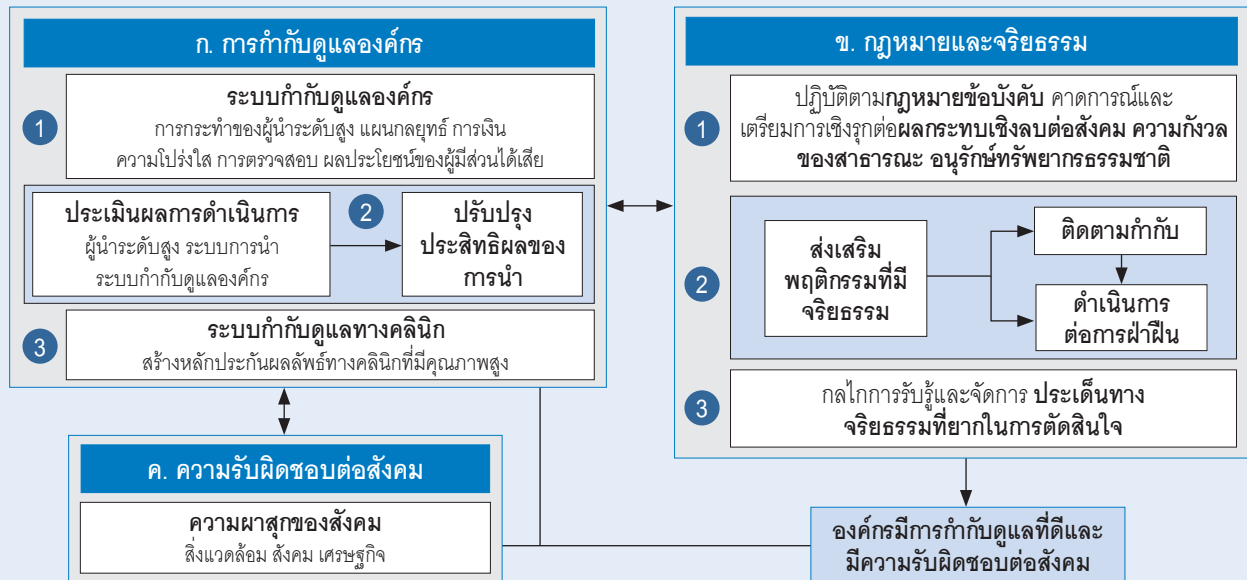 ก. การกำกับดูแลองค์กร
1
ระบบกำกับดูแลองค์กร
การกระทำของผู้นำระดับสูง แผนกลยุทธ์ การเงิน
ความโปร่งใส การตรวจสอบ ผลประโยชน์ของผู้มีส่วนได้เสีย
ประเมินผลการดำเนินการ
ผู้นำระดับสูง ระบบการนำ
ระบบกำกับดูแลองค์กร
2
ปรับปรุง
ประสิทธิผลของ
การนำ
3
ระบบกำกับดูแลทางคลินิก
สร้างหลักประกันผลลัพธ์ทางคลินิกที่มีคุณภาพสูง
ข. กฎหมายและจริยธรรม
1
ปฏิบัติตามกฎหมายข้อบังคับ คาดการณ์และ
เตรียมการเชิงรุกต่อผลกระทบเชิงลบต่อสังคม ความกังวล
ของสาธารณะ อนุรักษ์ทรัพยากรธรรมชาติ
2
ส่งเสริม
พฤติกรรมที่มี
จริยธรรม
ติดตามกำกับ
ดำเนินการ
ต่อการฝ่าฝืน
3
กลไกการรับรู้และจัดการ ประเด็นทาง
จริยธรรมที่ยากในการตัดสินใจ
ค. ความรับผิดชอบต่อสังคม
ความผาสุกของสังคม
สิ่งแวดล้อม สังคม เศรษฐกิจ
องค์กรมีการกำกับดูแลที่ดีและ
มีความรับผิดชอบต่อสังคม